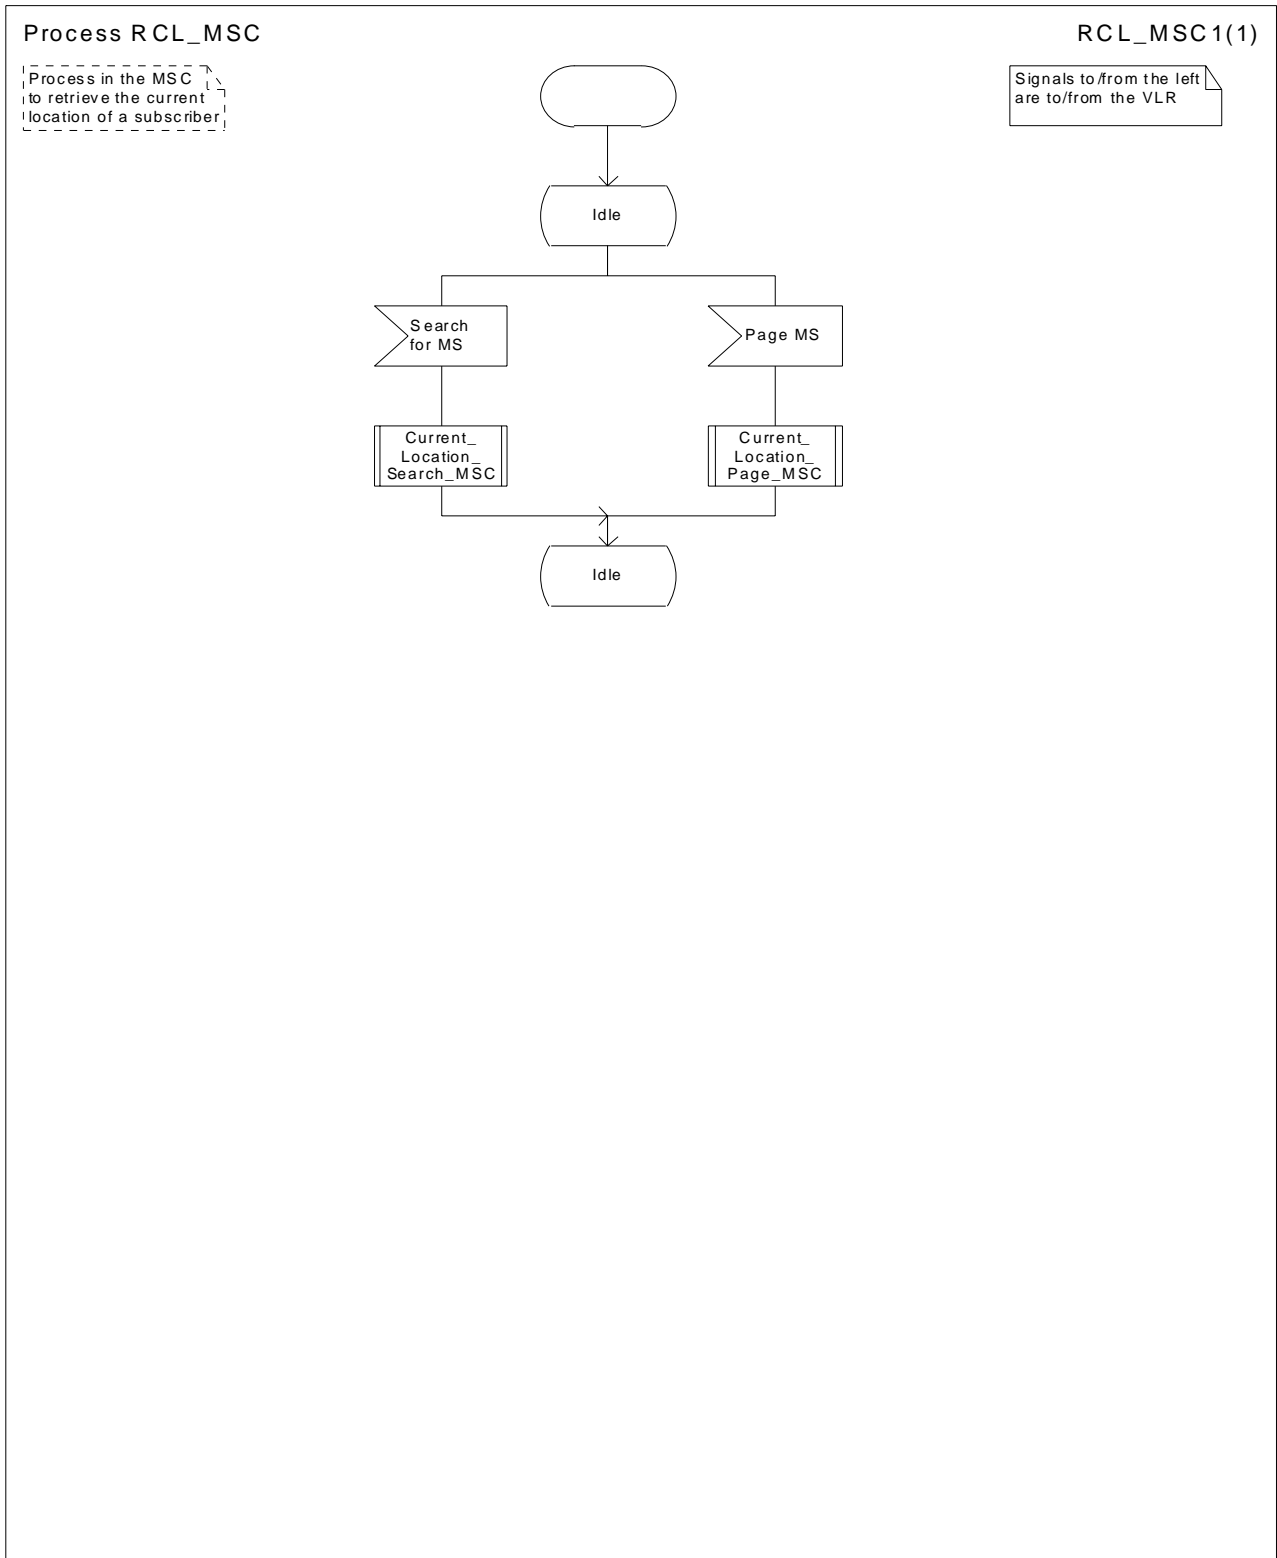 Process RCL_MSC
RCL_MSC1(1)
Process in the MSC
to retrieve the current
location of a subscriber
Signals to/from the left
are to/from the VLR
Idle
Search
for MS
Page MS
Current_
Location_
Search_MSC
Current_
Location_
Page_MSC
Idle